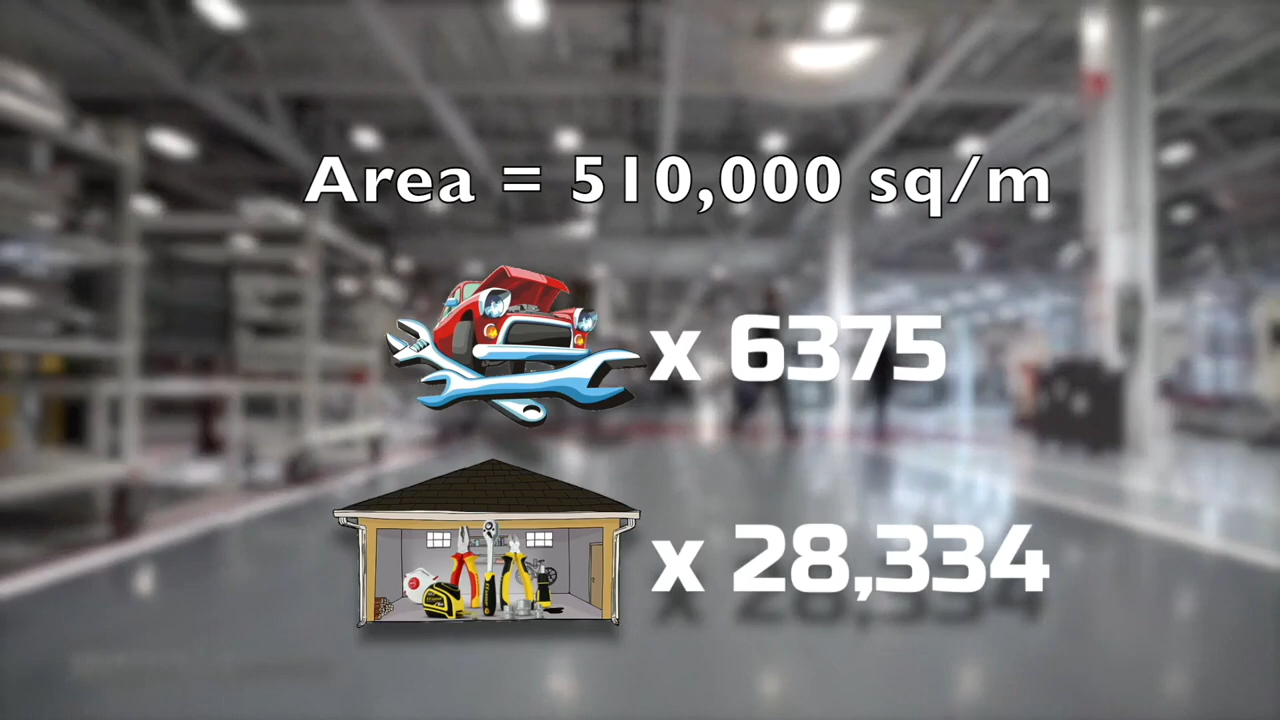 Area = 510,000 sq/m
x 6375
x 28,334